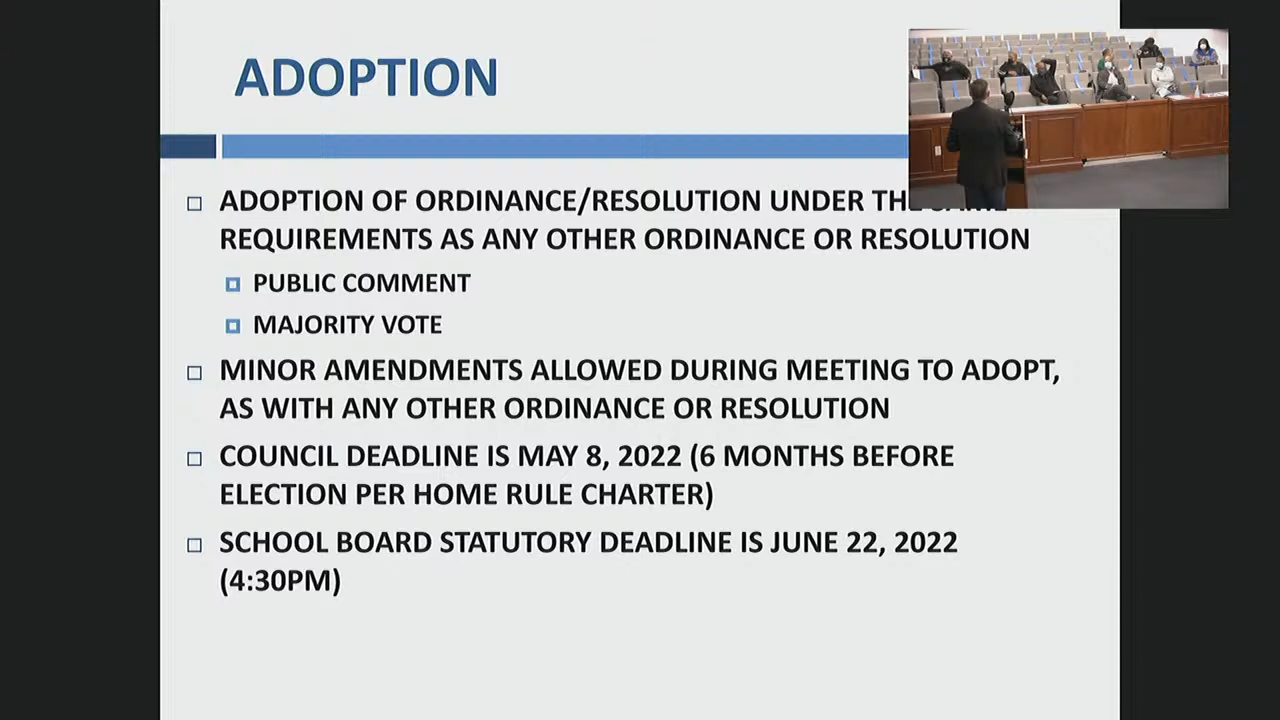 ADOPTION
ADOPTION OF ORDINANCE/RESOLUTION UNDER THE SAME
REQUIREMENTS AS ANY OTHER ORDINANCE OR RESOLUTION
PUBLIC COMMENT
MAJORITY VOTE
MINOR AMENDMENTS ALLOWED DURING MEETING TO ADOPT,
AS WITH ANY OTHER ORDINANCE OR RESOLUTION
COUNCIL DEADLINE IS MAY 8, 2022 (6 MONTHS BEFORE
ELECTION PER HOME RULE CHARTER)
SCHOOL BOARD STATUTORY DEADLINE IS JUNE 22, 2022
(4:30PM)